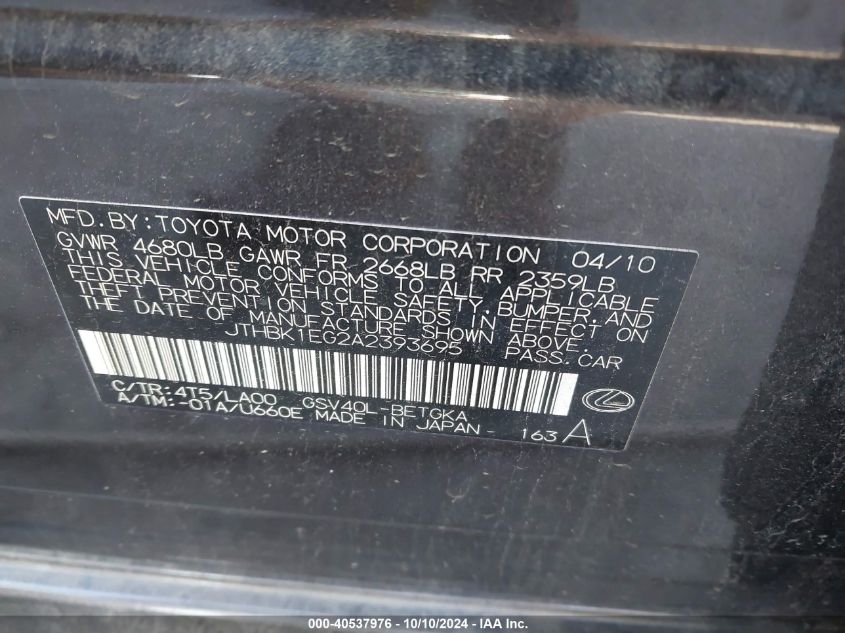 MFD. BY: TOYOTA MOTOR CORPORATION 04/10
GVWR 4680LB GAWR FR 2668LB RR 2359LB
THIS VEHICLE CONFORMS TO ALL APPLICABLE
FEDERAL MOTOR VEHICLE SAFETY, BUMPER, AND
THEFT PREVENTION STANDARDS IN EFFECT ON
THE DATE OF MANUFACTURE SHOWN ABOVE.
JTHBK1EG2A2393695 PASS. CAR
C/TR: 4T5/LA00 GSV40L-BETGKA
A/TM: -01A/U660E MADE IN JAPAN 163 A
000-40537976 - 10/10/2024 - IAA Inc.